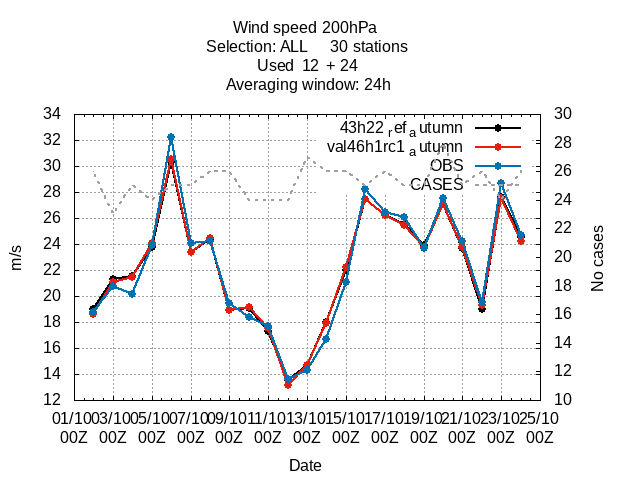 Wind speed 200hPa
Selection: ALL 30 stations
Used 12 + 24
Averaging window: 24h
43h22refautumn
val46h1rc1autumn
OBS
CASES
m/s
34
32
30
28
26
24
22
20
18
16
14
12
30
28
26
24
22
20
18
16
14
12
10
No cases
01/10 03/10 05/10 07/10 09/10 11/10 13/10 15/10 17/10 19/10 21/10 23/10 25/10
00Z 00Z 00Z 00Z 00Z 00Z 00Z 00Z 00Z 00Z 00Z 00Z 00Z
Date